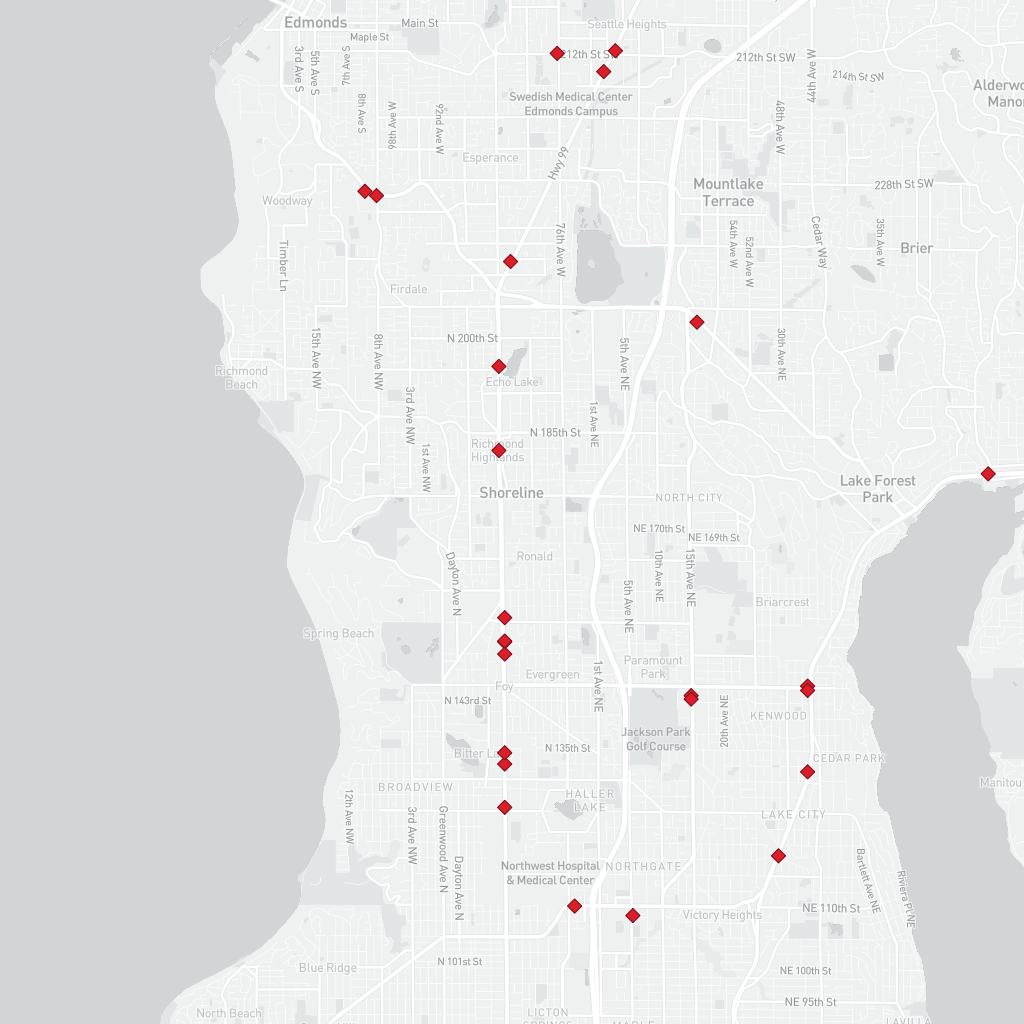 Edmonds
Main St
Seattle Heights
Maple St
3rd Ave S
5th Ave S
7th Ave S
212th St SW
212th St SW
44th Ave W
214th St SW
Alderwo
Mano
8th Ave S
98th Ave W
92nd Ave W
Swedish Medical Center
Edmonds Campus
48th Ave W
Esperance
Hwy 99
Mountlake
Terrace
228th St SW
Woodway
76th Ave W
54th Ave W
52nd Ave W
Cedar Way
35th Ave W
Brier
Timber Ln
Firdale
N 200th St
15th Ave NW
8th Ave NW
5th Ave NE
30th Ave NE
Richmond
Beach
Echo Lake
3rd Ave NW
1st Ave NE
N 185th St
Richmond
Highlands
1st Ave NW
Shoreline
NORTH CITY
Lake Forest
Park
NE 170th St
NE 169th St
Ronald
Dayton Ave N
10th Ave NE
15th Ave NE
5th Ave NE
Briarcrest
Spring Beach
Evergreen
Paramount
Park
1st Ave NE
Foy
N 143rd St
20th Ave NE
KENWOOD
Jackson Park
Golf Course
Bitter La
N 135th St
CEDAR PARK
Manitou
BROADVIEW
HALLER
LAKE
12th Ave NW
3rd Ave NW
Greenwood Ave N
Dayton Ave N
LAKE CITY
Northwest Hospital
& Medical Center
NORTHGATE
Bartlett Ave NE
Riviera Pl NE
Victory Heights
NE 110th St
N 101st St
Blue Ridge
NE 100th St
NE 95th St
North Beach
LICTON
SPRINGS
MAPLE
LAVILLA